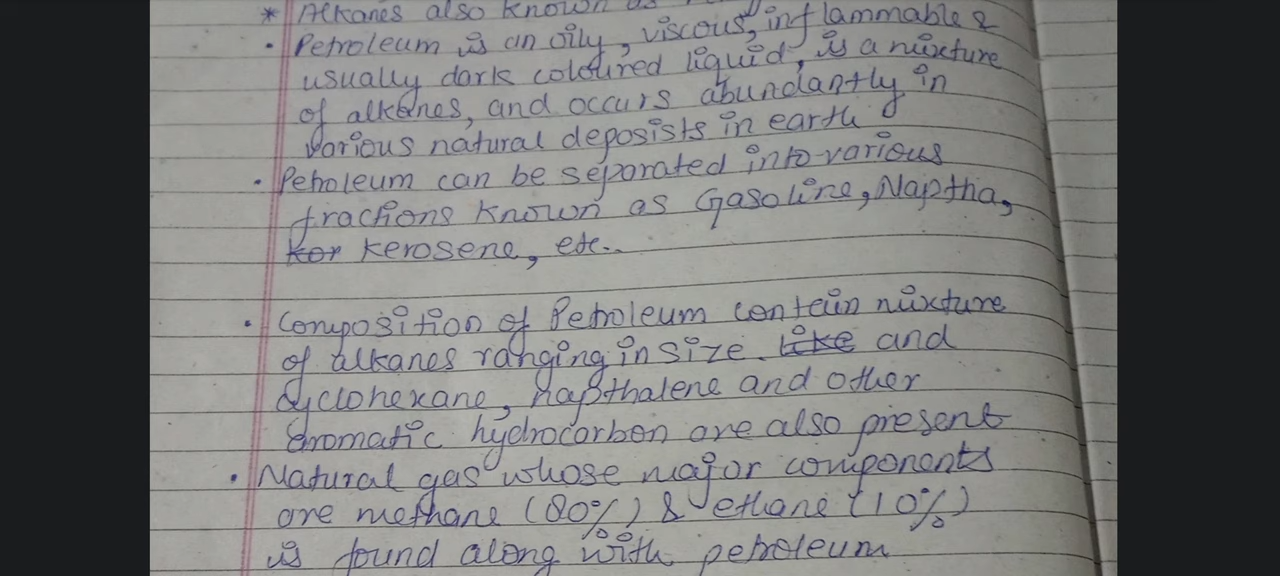 * Alkanes also known as
• Petroleum is an oily, viscous, inflammable &
usually dark coloured liquid, is a mixture
of alkanes, and occurs abundantly in
various natural deposists in earth
• Petroleum can be separated into various
fractions known as Gasoline, Naptha,
kor kerosene, etc..
• Composition of Petroleum contain mixture
of alkanes ranging in size. like and
cyclohexane, napthalene and other
aromatic hydrocarbon are also present
• Natural gas whose major components
are methane (80%) & ethane (10%)
is found along with petroleum